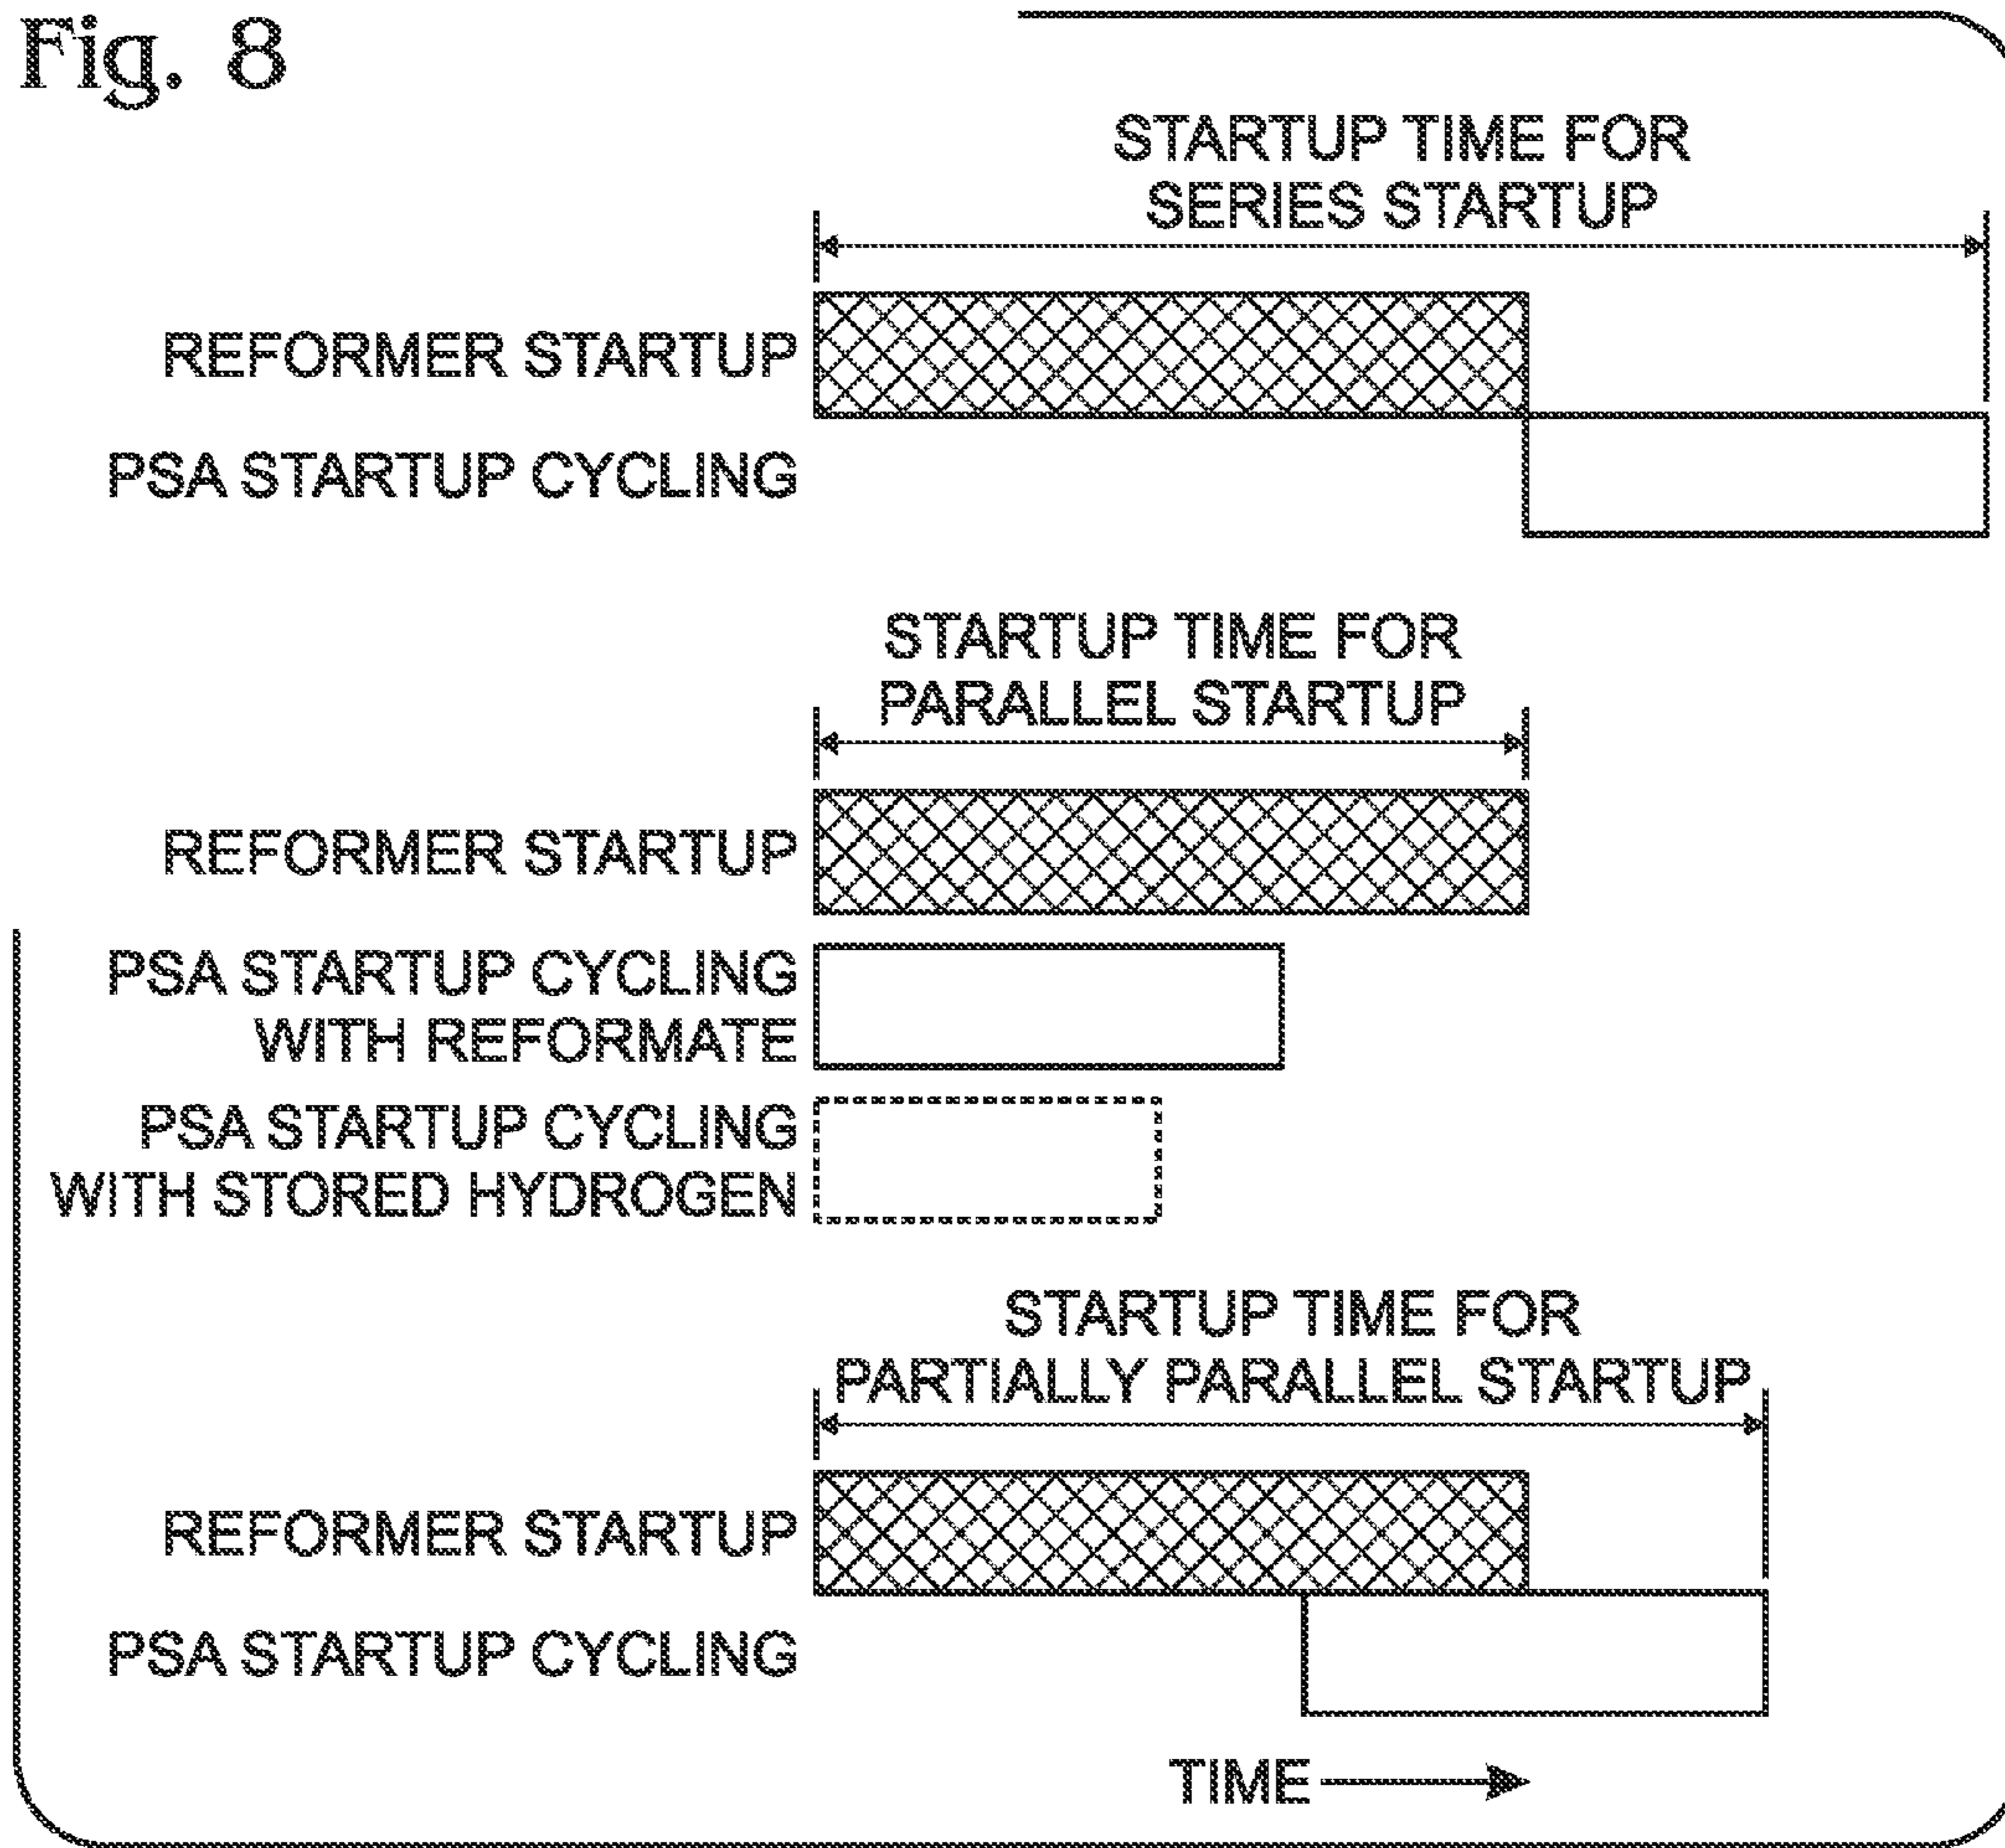 Fig. 8
STARTUP TIME FOR
SERIES STARTUP
REFORMER STARTUP
PSA STARTUP CYCLING
STARTUP TIME FOR
PARALLEL STARTUP
REFORMER STARTUP
PSA STARTUP CYCLING
WITH REFORMATE
PSA STARTUP CYCLING
WITH STORED HYDROGEN
STARTUP TIME FOR
PARTIALLY PARALLEL STARTUP
REFORMER STARTUP
PSA STARTUP CYCLING
TIME